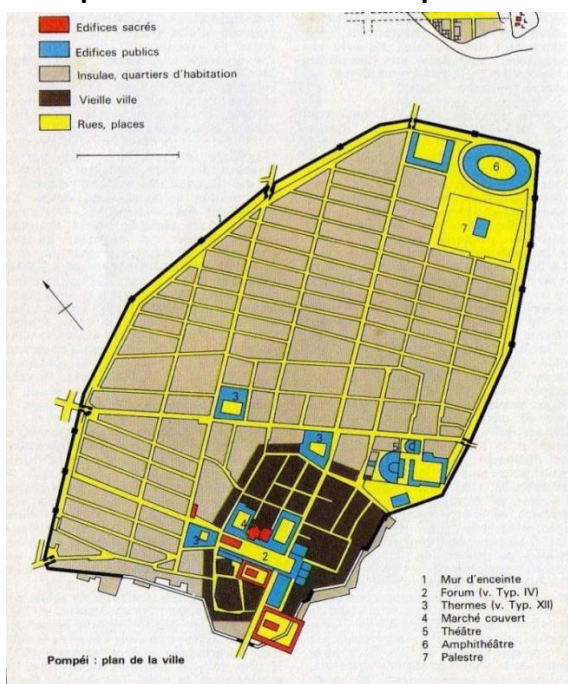 Edifices sacrés
Edifices publics
Insulae, quartiers d'habitation
Vieille ville
Rues, places
6
7
1
3
3
5
4
3
2
1 Mur d'enceinte
2 Forum (v. Typ. IV)
3 Thermes (v. Typ. XII)
4 Marché couvert
5 Théâtre
6 Amphithéâtre
7 Palestre
Pompéi : plan de la ville